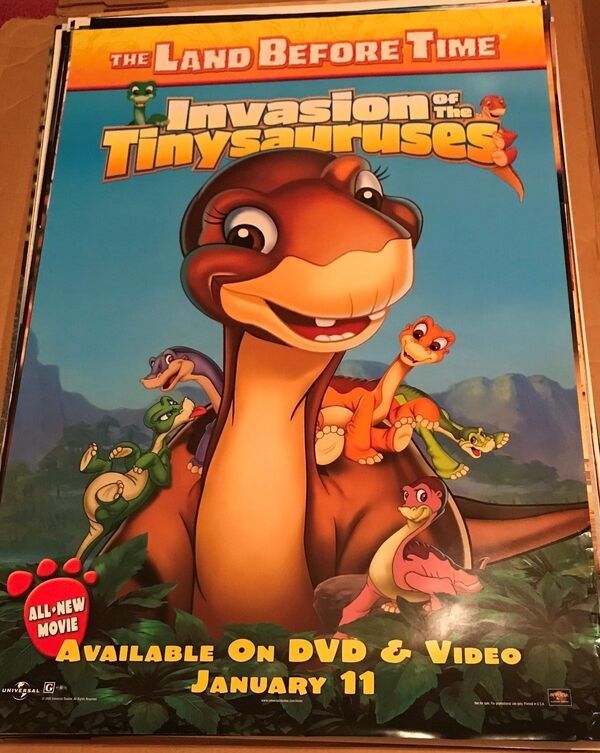 THE LAND BEFORE TIME
Invasion OF The
Tinysauruses
ALL•NEW
MOVIE
AVAILABLE ON DVD & VIDEO
JANUARY 11
UNIVERSAL G